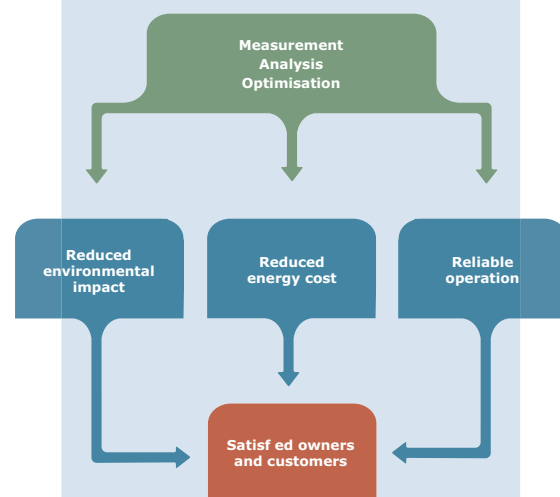 Measurement
Analysis
Optimisation
Reduced
environmental
impact
Reduced
energy cost
Reliable
operation
Satisf ed owners
and customers